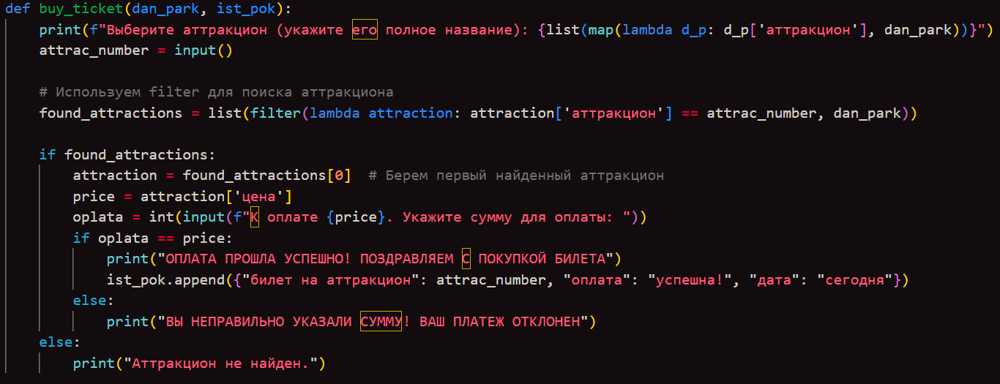 def buy_ticket(dan_park, ist_pok):
    print(f"Выберите аттракцион (укажите его полное название): {list(map(lambda d_p: d_p['аттракцион'], dan_park))}")
    attrac_number = input()
    # Используем filter для поиска аттракциона
    found_attractions = list(filter(lambda attraction: attraction['аттракцион'] == attrac_number, dan_park))
    if found_attractions:
        attraction = found_attractions[0]  # Берем первый найденный аттракцион
        price = attraction['цена']
        oplata = int(input(f"К оплате {price}. Укажите сумму для оплаты: "))
        if oplata == price:
            print("ОПЛАТА ПРОШЛА УСПЕШНО! ПОЗДРАВЛЯЕМ С ПОКУПКОЙ БИЛЕТА")
            ist_pok.append({"билет на аттракцион": attrac_number, "оплата": "успешна!", "дата": "сегодня"})
        else:
            print("ВЫ НЕПРАВИЛЬНО УКАЗАЛИ СУММУ! ВАШ ПЛАТЕЖ ОТКЛОНЕН")
    else:
        print("Аттракцион не найден.")